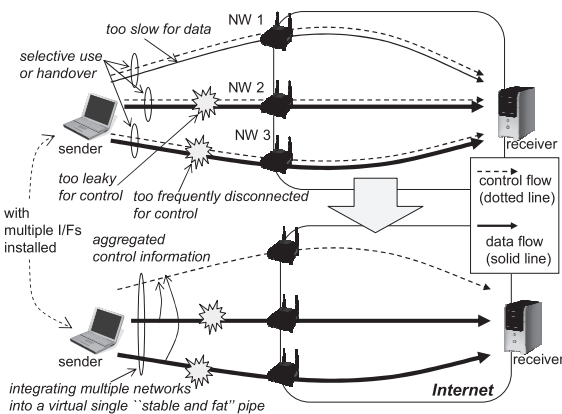 NW 1
too slow for data
selective use
or handover
NW 2
NW 3
sender
receiver
too leaky
for control
too frequently disconnected
for control
control flow
(dotted line)
data flow
(solid line)
with
multiple I/Fs
installed
aggregated
control information
sender
receiver
integrating multiple networks
into a virtual single ``stable and fat'' pipe
Internet